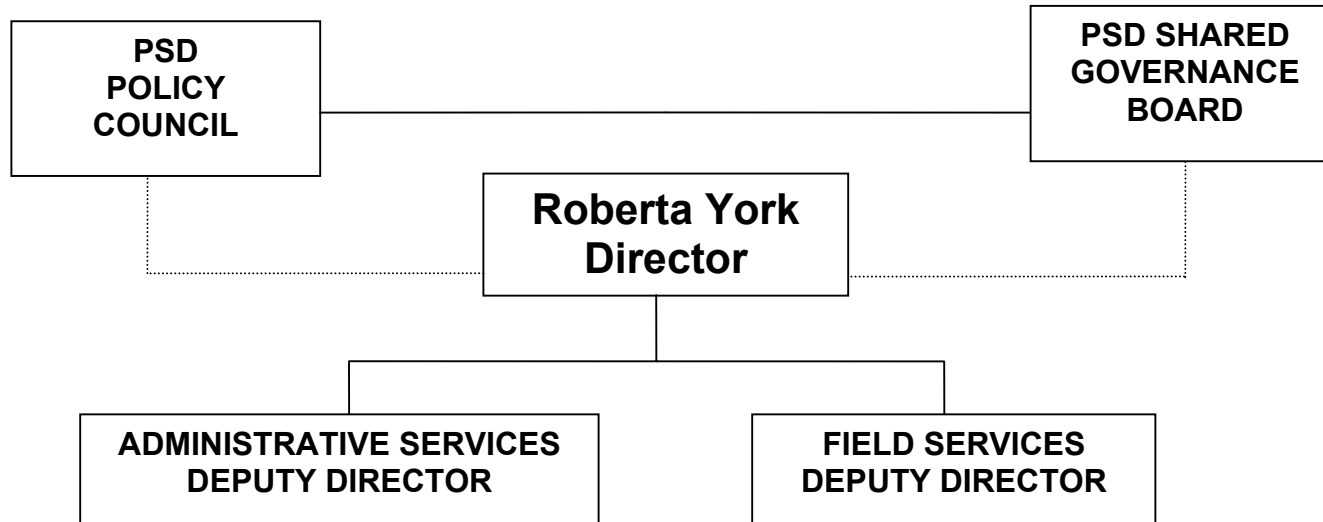 PSD
POLICY
COUNCIL
PSD SHARED
GOVERNANCE
BOARD
Roberta York
Director
ADMINISTRATIVE SERVICES
DEPUTY DIRECTOR
FIELD SERVICES
DEPUTY DIRECTOR